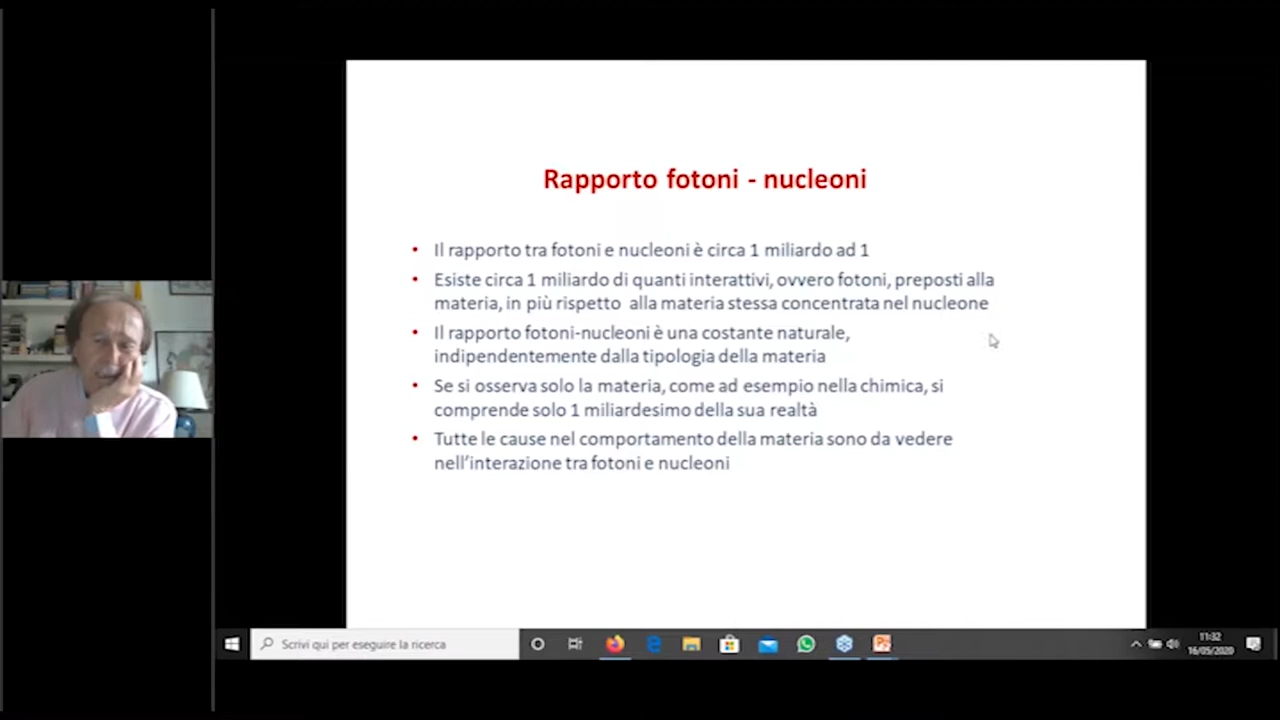 Rapporto fotoni - nucleoni
• Il rapporto tra fotoni e nucleoni è circa 1 miliardo ad 1
• Esiste circa 1 miliardo di quanti interattivi, ovvero fotoni, preposti alla
materia, in più rispetto alla materia stessa concentrata nel nucleone
• Il rapporto fotoni-nucleoni è una costante naturale,
indipendentemente dalla tipologia della materia
• Se si osserva solo la materia, come ad esempio nella chimica, si
comprende solo 1 miliardesimo della sua realtà
• Tutte le cause nel comportamento della materia sono da vedere
nell'interazione tra fotoni e nucleoni
Scrivi qui per eseguire la ricerca
11:32
16/05/2020